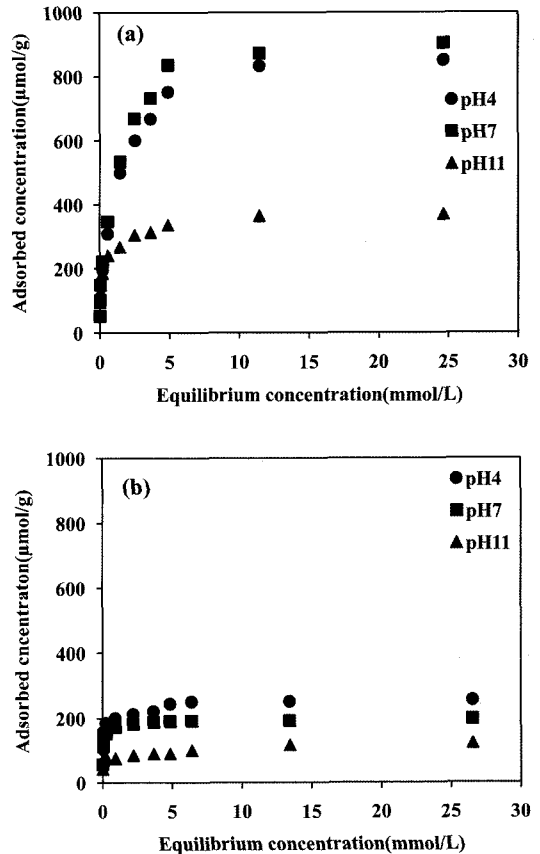 (a)
1000
800
600
400
200
0
Adsorbed concentration(µmol/g)
pH4
pH7
pH11
0 5 10 15 20 25 30
Equilibrium concentration(mmol/L)
(b)
1000
800
600
400
200
0
Adsorbed cncentraton(µmol/g)
pH4
pH7
pH11
0 5 10 15 20 25 30
Equilibrium concentration(mmol/L)